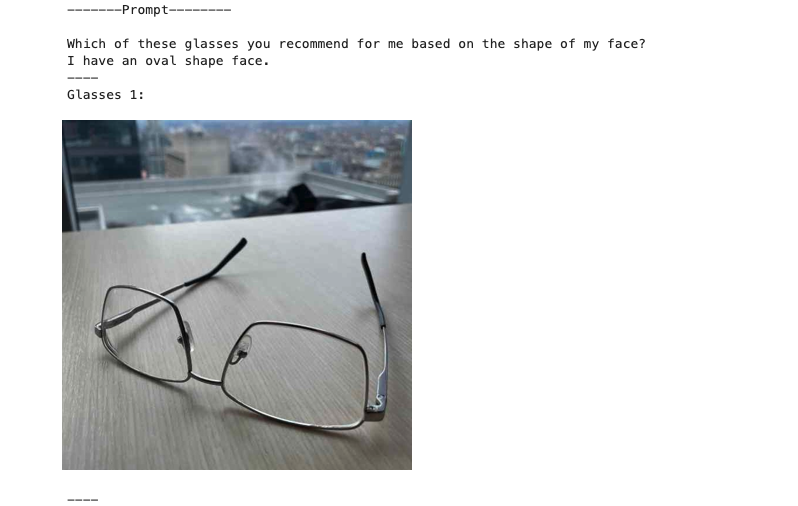 -------Prompt--------
Which of these glasses you recommend for me based on the shape of my face?
I have an oval shape face.
----
Glasses 1:
----